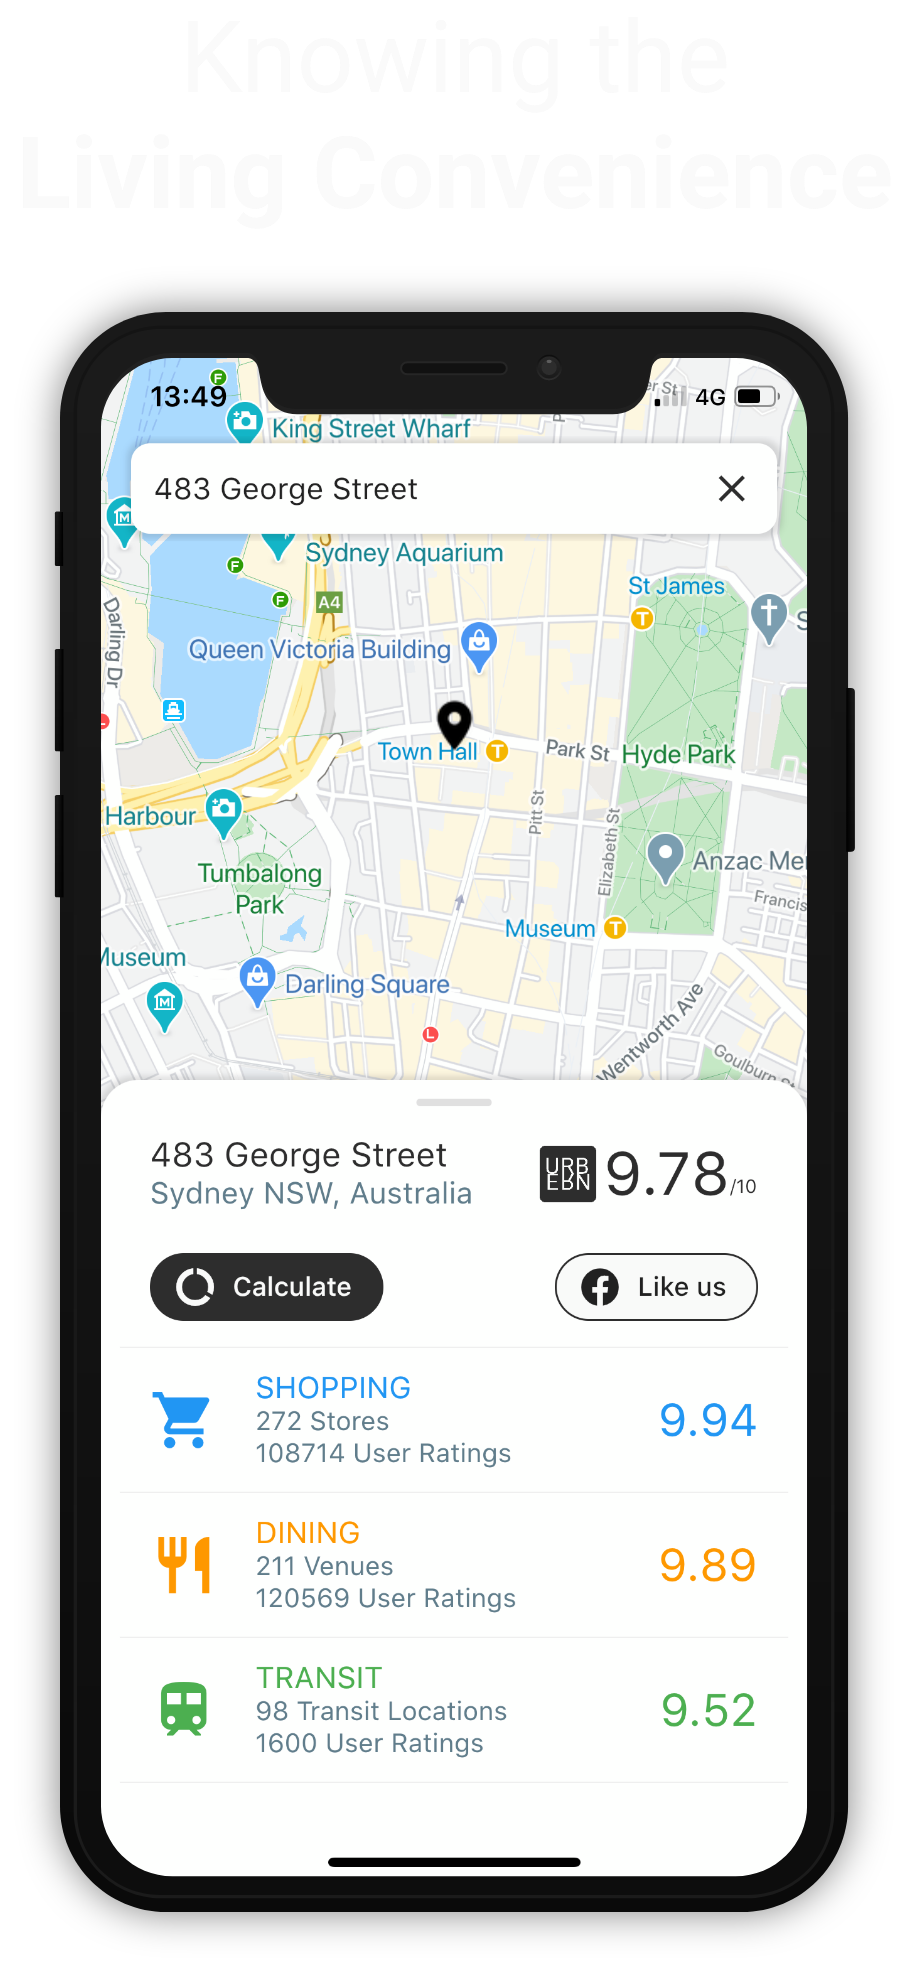 Knowing the
Living Convenience
13:49
4G
er St
F
King Street Wharf
483 George Street
M
Sydney Aquarium
F
F
A4
St James
T
Darling Dr
Queen Victoria Building
S
L
Town Hall
T
Park St
Hyde Park
Harbour
Pitt St
Elizabeth St
Tumbalong
Park
Anzac Me
Francis
Museum
T
Museum
M
Darling Square
L
Wentworth Ave
Goulburn St
483 George Street
Sydney NSW, Australia
URB
EBN
9.78/10
Calculate
Like us
SHOPPING
272 Stores
108714 User Ratings
9.94
DINING
211 Venues
120569 User Ratings
9.89
TRANSIT
98 Transit Locations
1600 User Ratings
9.52